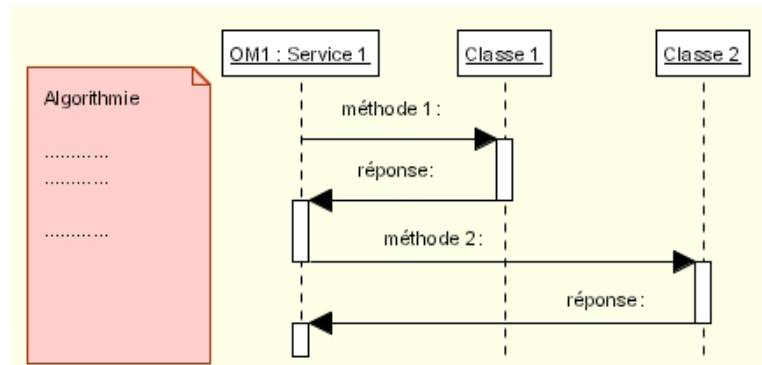 OM1 : Service 1
Classe 1
Classe 2
Algorithmie
............
............
............
méthode 1 :
réponse:
méthode 2 :
réponse :